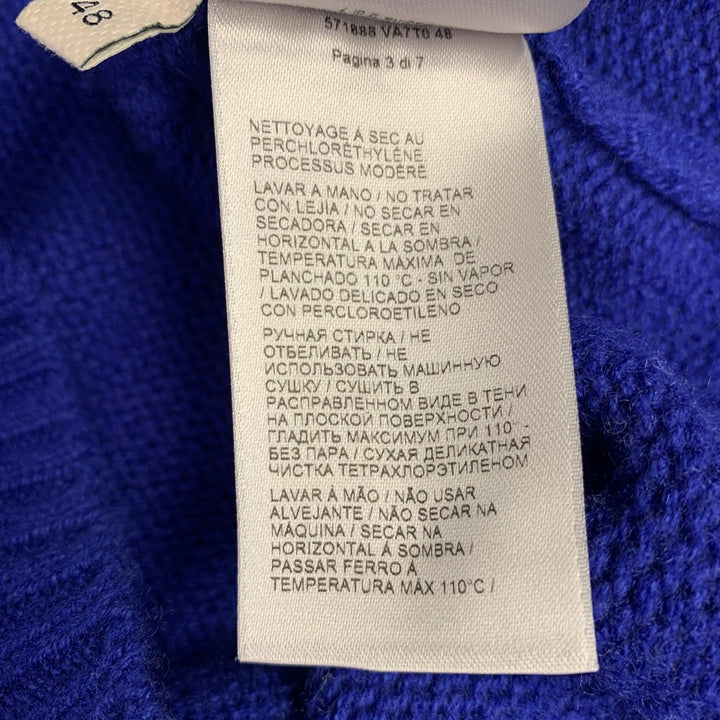 48
571888 VA7T0 48
Pagina 3 di 7
NETTOYAGE À SEC AU
PERCHLORÉTHYLÈNE
PROCESSUS MODÉRÉ
LAVAR A MANO / NO TRATAR
CON LEJIA / NO SECAR EN
SECADORA / SECAR EN
HORIZONTAL A LA SOMBRA /
TEMPERATURA MÁXIMA DE
PLANCHADO 110 °C - SIN VAPOR
/ LAVADO DELICADO EN SECO
CON PERCLOROETILENO
РУЧНАЯ СТИРКА / НЕ
ОТБЕЛИВАТЬ / НЕ
ИСПОЛЬЗОВАТЬ МАШИННУЮ
СУШКУ / СУШИТЬ В
РАСПРАВЛЕННОМ ВИДЕ В ТЕНИ
НА ПЛОСКОЙ ПОВЕРХНОСТИ /
ГЛАДИТЬ МАКСИМУМ ПРИ 110° -
БЕЗ ПАРА / СУХАЯ ДЕЛИКАТНАЯ
ЧИСТКА ТЕТРАХЛОРЭТИЛЕНОМ
LAVAR À MÃO / NÃO USAR
ALVEJANTE / NÃO SECAR NA
MÁQUINA / SECAR NA
HORIZONTAL À SOMBRA /
PASSAR FERRO À
TEMPERATURA MÁX 110°C /